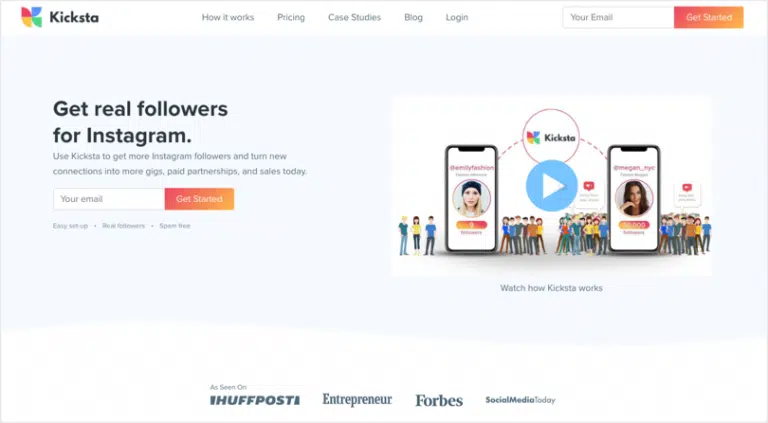 Kicksta
How it works
Pricing
Case Studies
Blog
Login
Your Email
Get Started
Get real followers
for Instagram.
Use Kicksta to get more Instagram followers and turn new
connections into more gigs, paid partnerships, and sales today.
Your email
Get Started
Easy set-up • Real followers • Spam free
Kicksta
@emilyfashion
@megan_nyc
followers
followers
Watch how Kicksta works
As Seen On
HUFFPOST
Entrepreneur
Forbes
SocialMediaToday